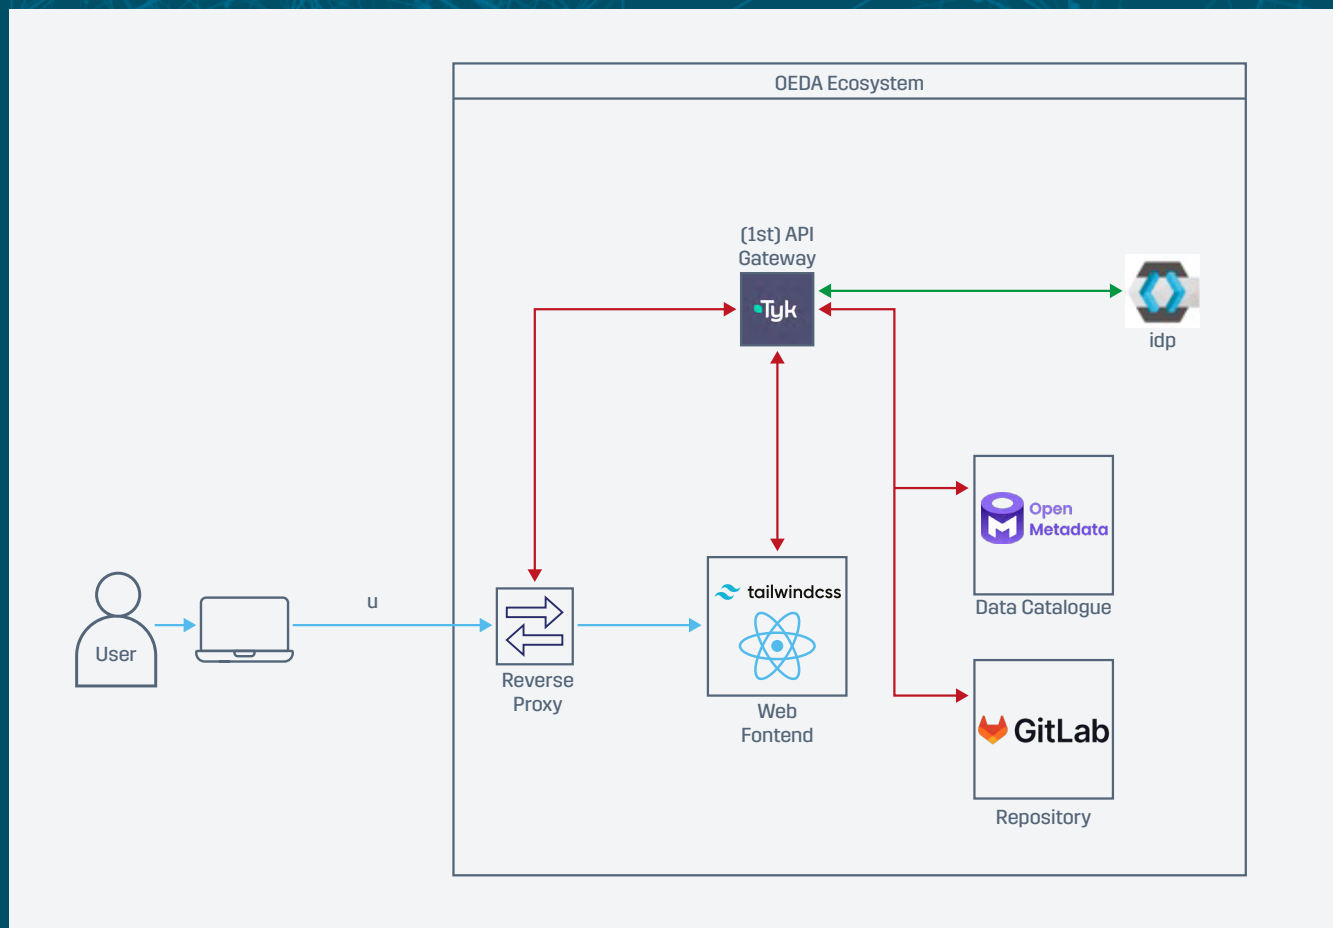 OEDA Ecosystem
(1st) API
Gateway
Tyk
idp
Open
Metadata
Data Catalogue
tailwindcss
u
User
Reverse
Proxy
Web
Fontend
GitLab
Repository